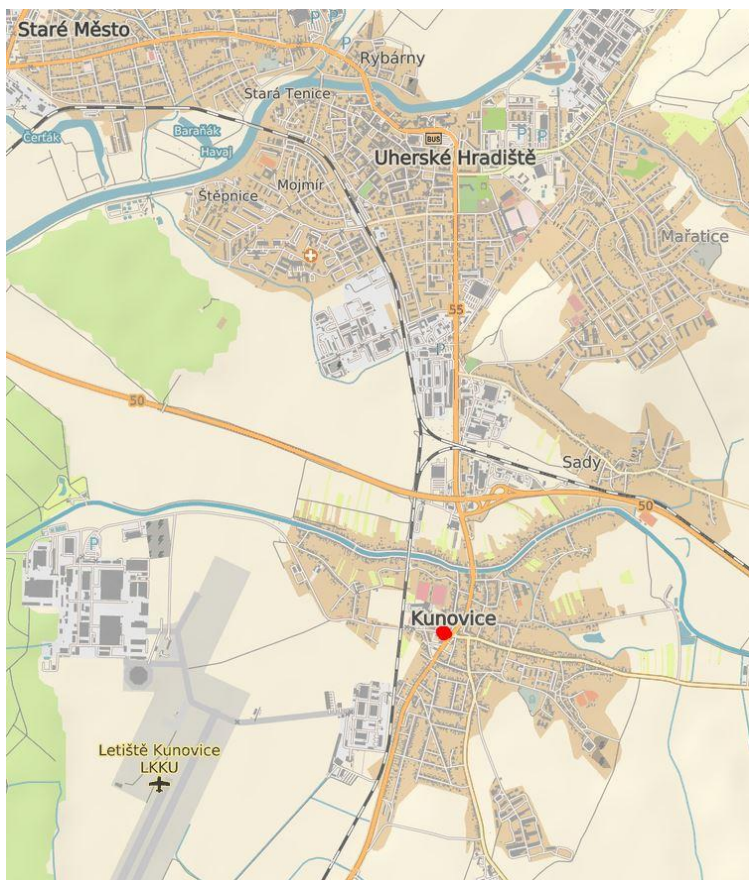 Staré Město
P
P
Rybárny
Stará Tenice
Čerťák
Baraňák
Havaj
BUS
P P
Uherské Hradiště
Mojmír
Štěpnice
Mařatice
55
P
50
Sady
50
P
Kunovice
Letiště Kunovice
LKKU